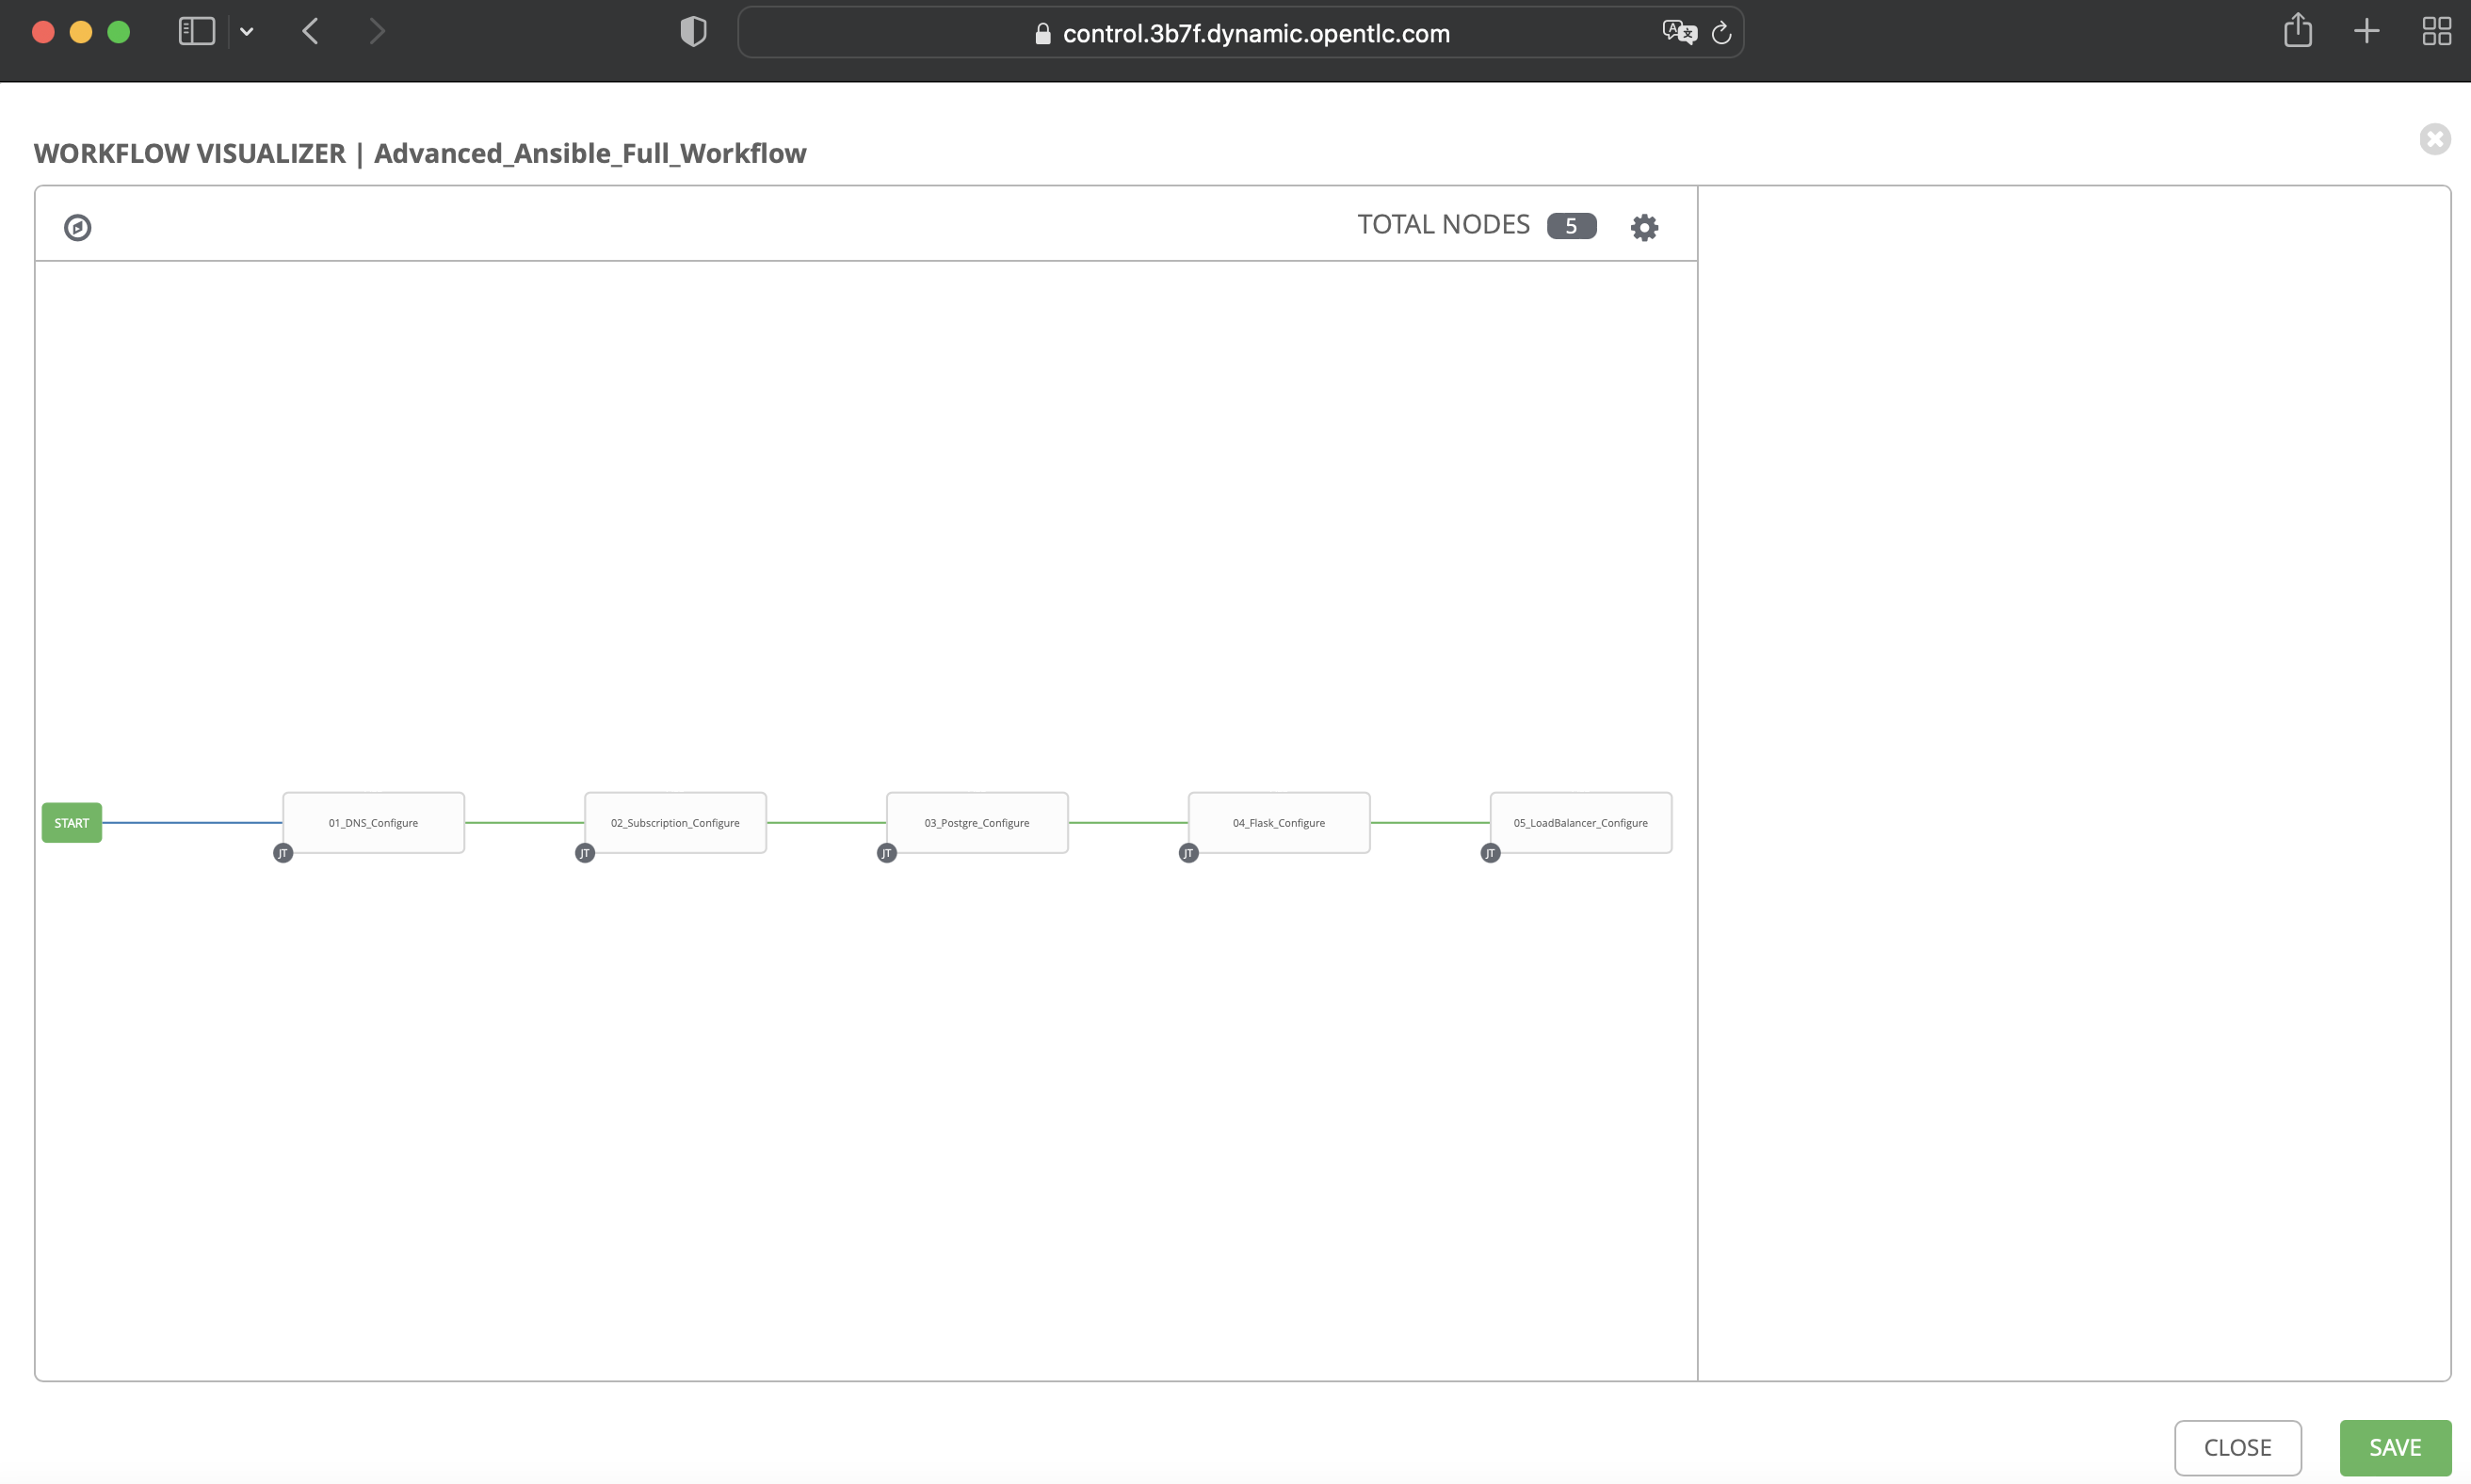 control.3b7f.dynamic.opentlc.com
WORKFLOW VISUALIZER | Advanced_Ansible_Full_Workflow
TOTAL NODES 5
START
01_DNS_Configure
02_Subscription_Configure
03_Postgre_Configure
04_Flask_Configure
05_LoadBalancer_Configure
JT
JT
JT
JT
JT
CLOSE
SAVE